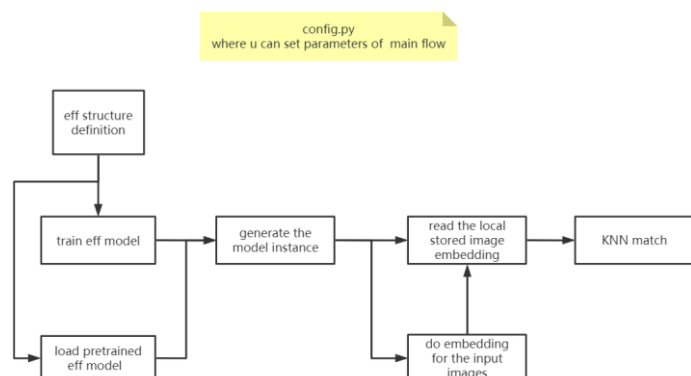 config.py
where u can set parameters of main flow
eff structure
definition
train eff model
generate the
model instance
read the local
stored image
embedding
KNN match
load pretrained
eff model
do embedding
for the input
images